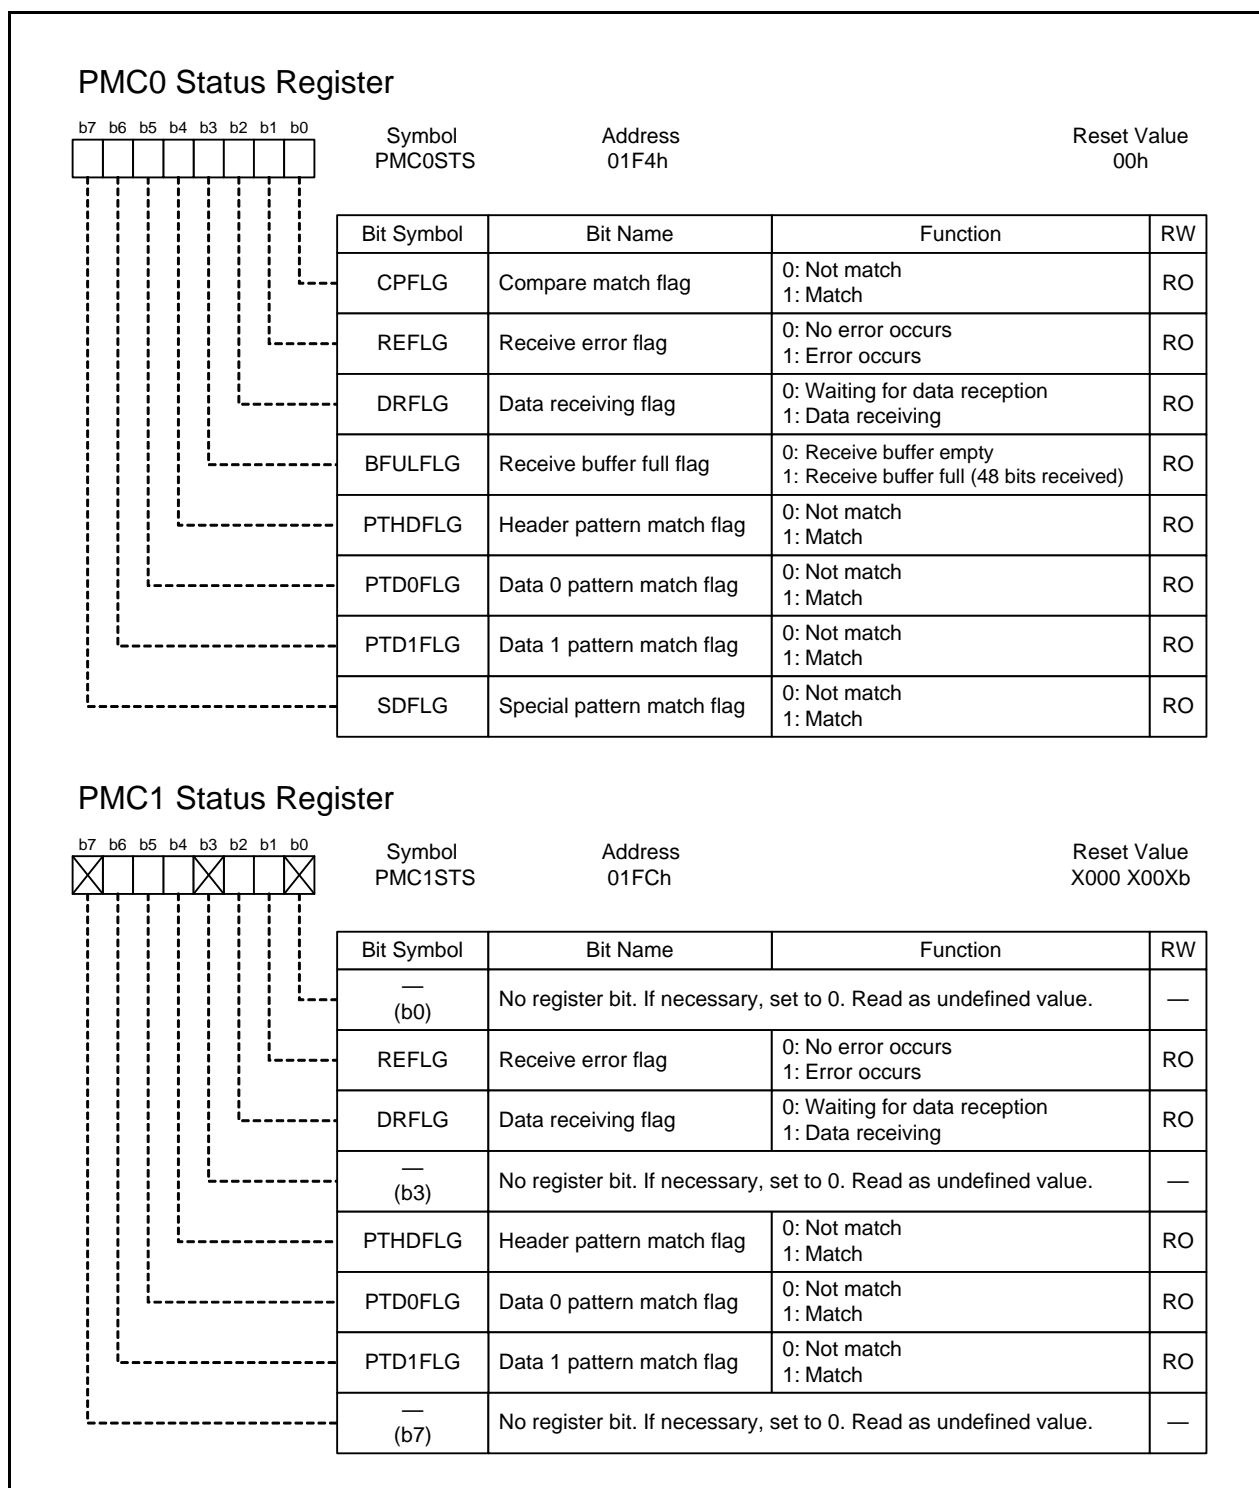 PMC0 Status Register
b7 b6 b5 b4 b3 b2 b1 b0
Symbol Address Reset Value
PMC0STS 01F4h 00h
Bit Symbol Bit Name Function RW
CPFLG Compare match flag 0: Not match
1: Match RO
REFLG Receive error flag 0: No error occurs
1: Error occurs RO
DRFLG Data receiving flag 0: Waiting for data reception
1: Data receiving RO
BFULFLG Receive buffer full flag 0: Receive buffer empty
1: Receive buffer full (48 bits received) RO
PTHDFLG Header pattern match flag 0: Not match
1: Match RO
PTD0FLG Data 0 pattern match flag 0: Not match
1: Match RO
PTD1FLG Data 1 pattern match flag 0: Not match
1: Match RO
SDFLG Special pattern match flag 0: Not match
1: Match RO
PMC1 Status Register
b7 b6 b5 b4 b3 b2 b1 b0
Symbol Address Reset Value
PMC1STS 01FCh X000 X00Xb
Bit Symbol Bit Name Function RW
—
(b0) No register bit. If necessary, set to 0. Read as undefined value. —
REFLG Receive error flag 0: No error occurs
1: Error occurs RO
DRFLG Data receiving flag 0: Waiting for data reception
1: Data receiving RO
—
(b3) No register bit. If necessary, set to 0. Read as undefined value. —
PTHDFLG Header pattern match flag 0: Not match
1: Match RO
PTD0FLG Data 0 pattern match flag 0: Not match
1: Match RO
PTD1FLG Data 1 pattern match flag 0: Not match
1: Match RO
—
(b7) No register bit. If necessary, set to 0. Read as undefined value. —